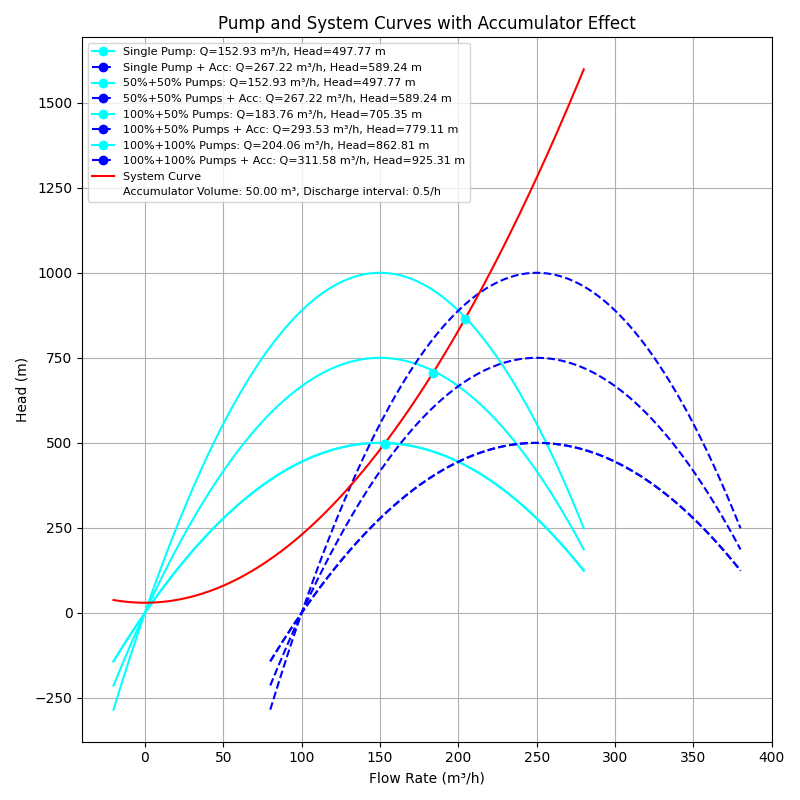 Pump and System Curves with Accumulator Effect
Single Pump: Q=152.93 m³/h, Head=497.77 m
Single Pump + Acc: Q=267.22 m³/h, Head=589.24 m
50%+50% Pumps: Q=152.93 m³/h, Head=497.77 m
50%+50% Pumps + Acc: Q=267.22 m³/h, Head=589.24 m
100%+50% Pumps: Q=183.76 m³/h, Head=705.35 m
100%+50% Pumps + Acc: Q=293.53 m³/h, Head=779.11 m
100%+100% Pumps: Q=204.06 m³/h, Head=862.81 m
100%+100% Pumps + Acc: Q=311.58 m³/h, Head=925.31 m
System Curve
Accumulator Volume: 50.00 m³, Discharge interval: 0.5/h
Head (m)
1500
1250
1000
750
500
250
0
−250
0 50 100 150 200 250 300 350 400
Flow Rate (m³/h)